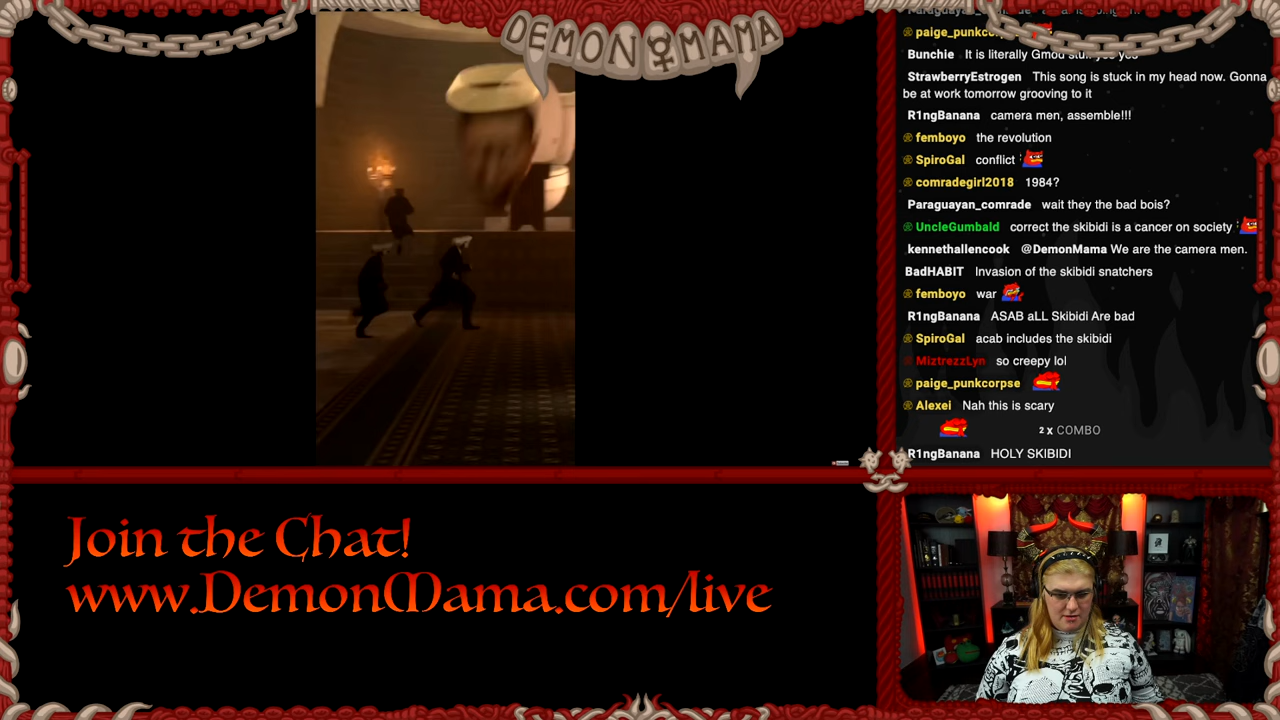 DEMON MAMA
paige_punkco
Bunchie It is literally Gmod stuff yes yes
StrawberryEstrogen This song is stuck in my head now. Gonna
be at work tomorrow grooving to it
R1ngBanana camera men, assemble!!!
femboyo the revolution
SpiroGal conflict
comradegirl2018 1984?
Paraguayan_comrade wait they the bad bois?
UncleGumbald correct the skibidi is a cancer on society
kennethallencook @DemonMama We are the camera men.
BadHABIT Invasion of the skibidi snatchers
femboyo war
R1ngBanana ASAB aLL Skibidi Are bad
SpiroGal acab includes the skibidi
MiztrezzLyn so creepy lol
paige_punkcorpse
Alexei Nah this is scary
2 x COMBO
R1ngBanana HOLY SKIBIDI
Join the Chat!
www.DemonMama.com/live